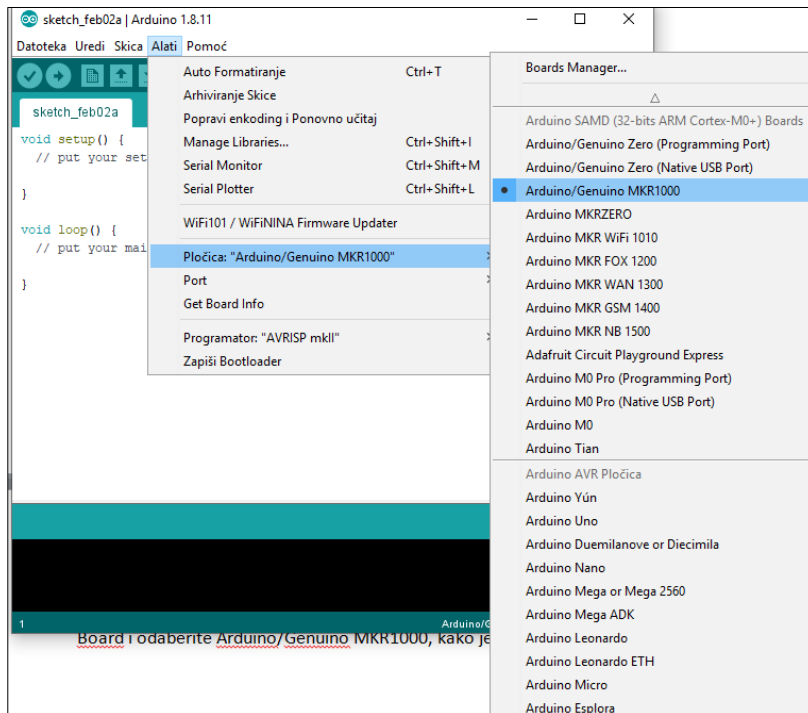 sketch_feb02a | Arduino 1.8.11
Datoteka Uredi Skica Alati Pomoć
sketch_feb02a
void setup() {
// put your set
}
void loop() {
// put your mai
}
Auto Formatiranje Ctrl+T
Arhiviranje Skice
Popravi enkoding i Ponovno učitaj
Manage Libraries... Ctrl+Shift+I
Serial Monitor Ctrl+Shift+M
Serial Plotter Ctrl+Shift+L
WiFi101 / WiFiNINA Firmware Updater
Pločica: "Arduino/Genuino MKR1000"
Port
Get Board Info
Programator: "AVRISP mkII"
Zapiši Bootloader
Boards Manager...
Arduino SAMD (32-bits ARM Cortex-M0+) Boards
Arduino/Genuino Zero (Programming Port)
Arduino/Genuino Zero (Native USB Port)
Arduino/Genuino MKR1000
Arduino MKRZERO
Arduino MKR WiFi 1010
Arduino MKR FOX 1200
Arduino MKR WAN 1300
Arduino MKR GSM 1400
Arduino MKR NB 1500
Adafruit Circuit Playground Express
Arduino M0 Pro (Programming Port)
Arduino M0 Pro (Native USB Port)
Arduino M0
Arduino Tian
Arduino AVR Pločica
Arduino Yún
Arduino Uno
Arduino Duemilanove or Diecimila
Arduino Nano
Arduino Mega or Mega 2560
Arduino Mega ADK
Arduino Leonardo
Arduino Leonardo ETH
Arduino Micro
Arduino Esplora
1 Arduino/G
Board i odaberite Arduino/Genuino MKR1000, kako je